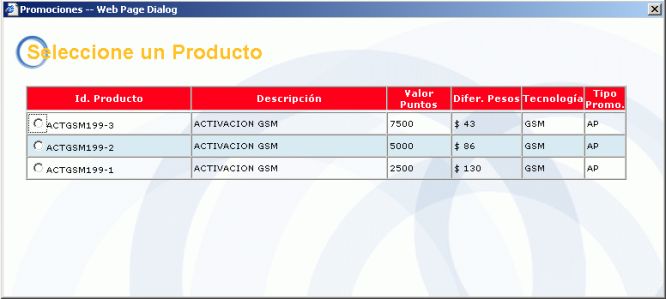 Promociones -- Web Page Dialog
Seleccione un Producto
Id. Producto Descripción Valor Puntos Difer. Pesos Tecnología Tipo Promo.
ACTGSM199-3 ACTIVACION GSM 7500 $ 43 GSM AP
ACTGSM199-2 ACTIVACION GSM 5000 $ 86 GSM AP
ACTGSM199-1 ACTIVACION GSM 2500 $ 130 GSM AP